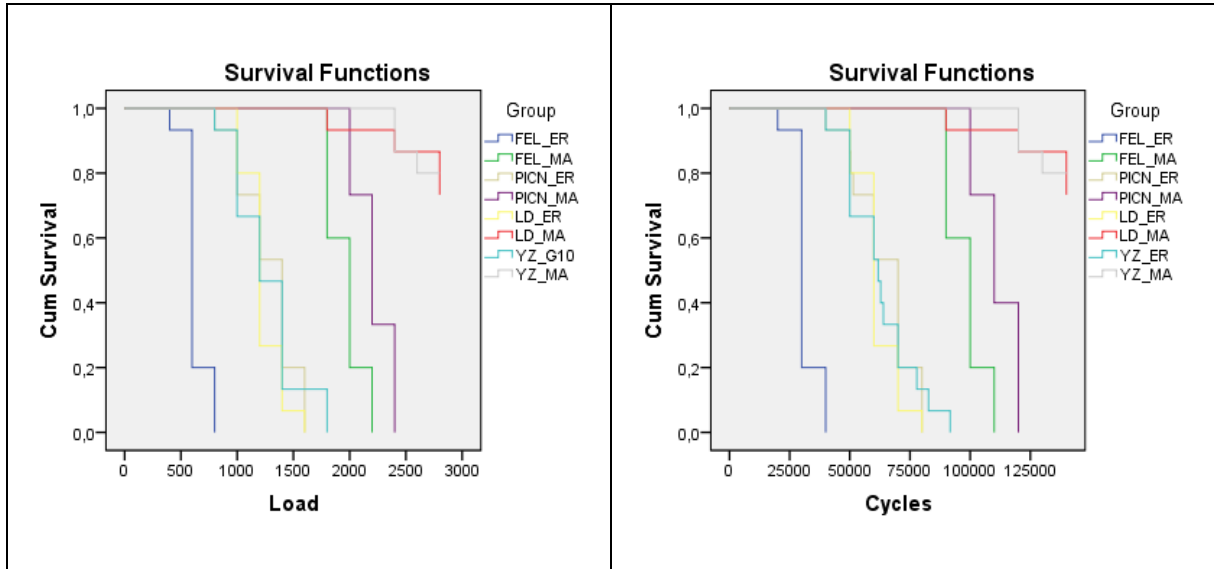 Survival Functions
Cum Survival
1,0
0,8
0,6
0,4
0,2
0,0
0 500 1000 1500 2000 2500 3000
Load
Group
FEL_ER
FEL_MA
PICN_ER
PICN_MA
LD_ER
LD_MA
YZ_G10
YZ_MA
Survival Functions
Cum Survival
1,0
0,8
0,6
0,4
0,2
0,0
0 25000 50000 75000 100000 125000
Cycles
Group
FEL_ER
FEL_MA
PICN_ER
PICN_MA
LD_ER
LD_MA
YZ_ER
YZ_MA